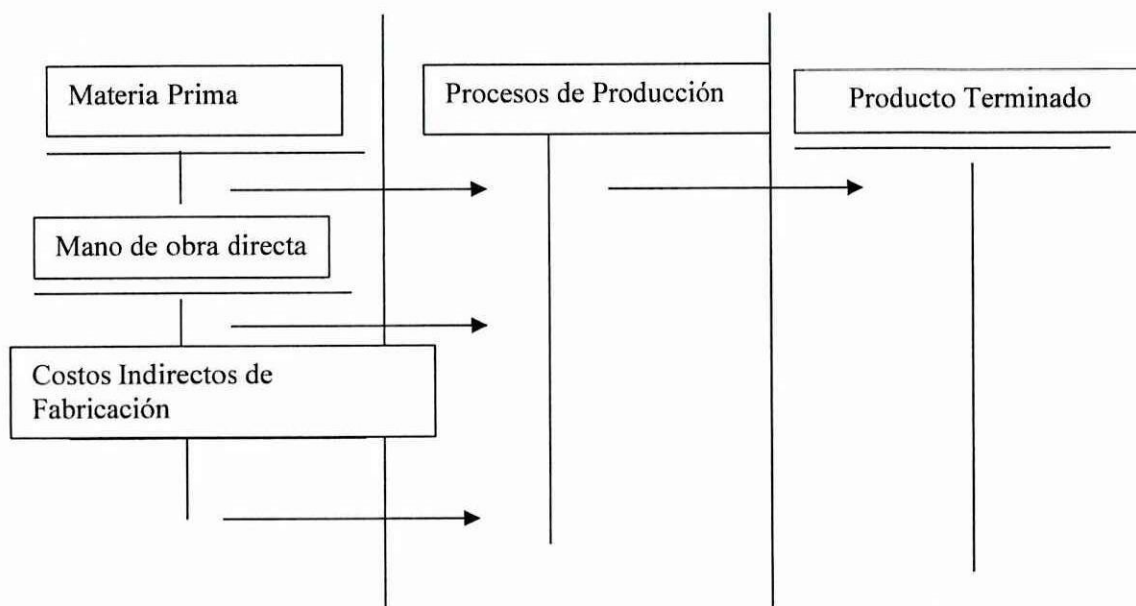 Materia Prima
Procesos de Producción
Producto Terminado
Mano de obra directa
Costos Indirectos de
Fabricación